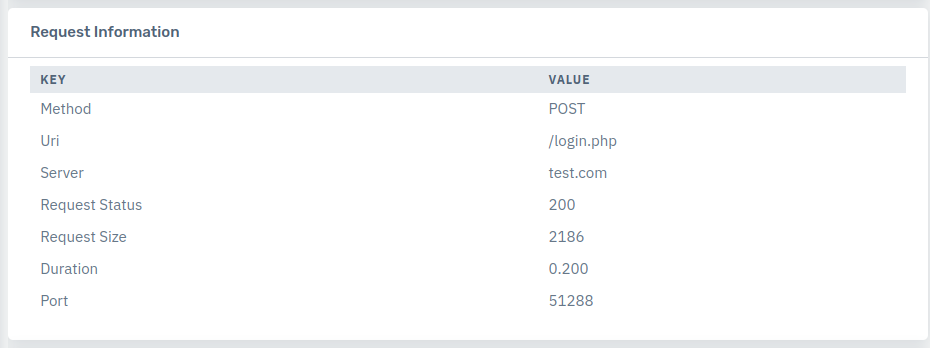 Request Information
KEY VALUE
Method POST
Uri /login.php
Server test.com
Request Status 200
Request Size 2186
Duration 0.200
Port 51288